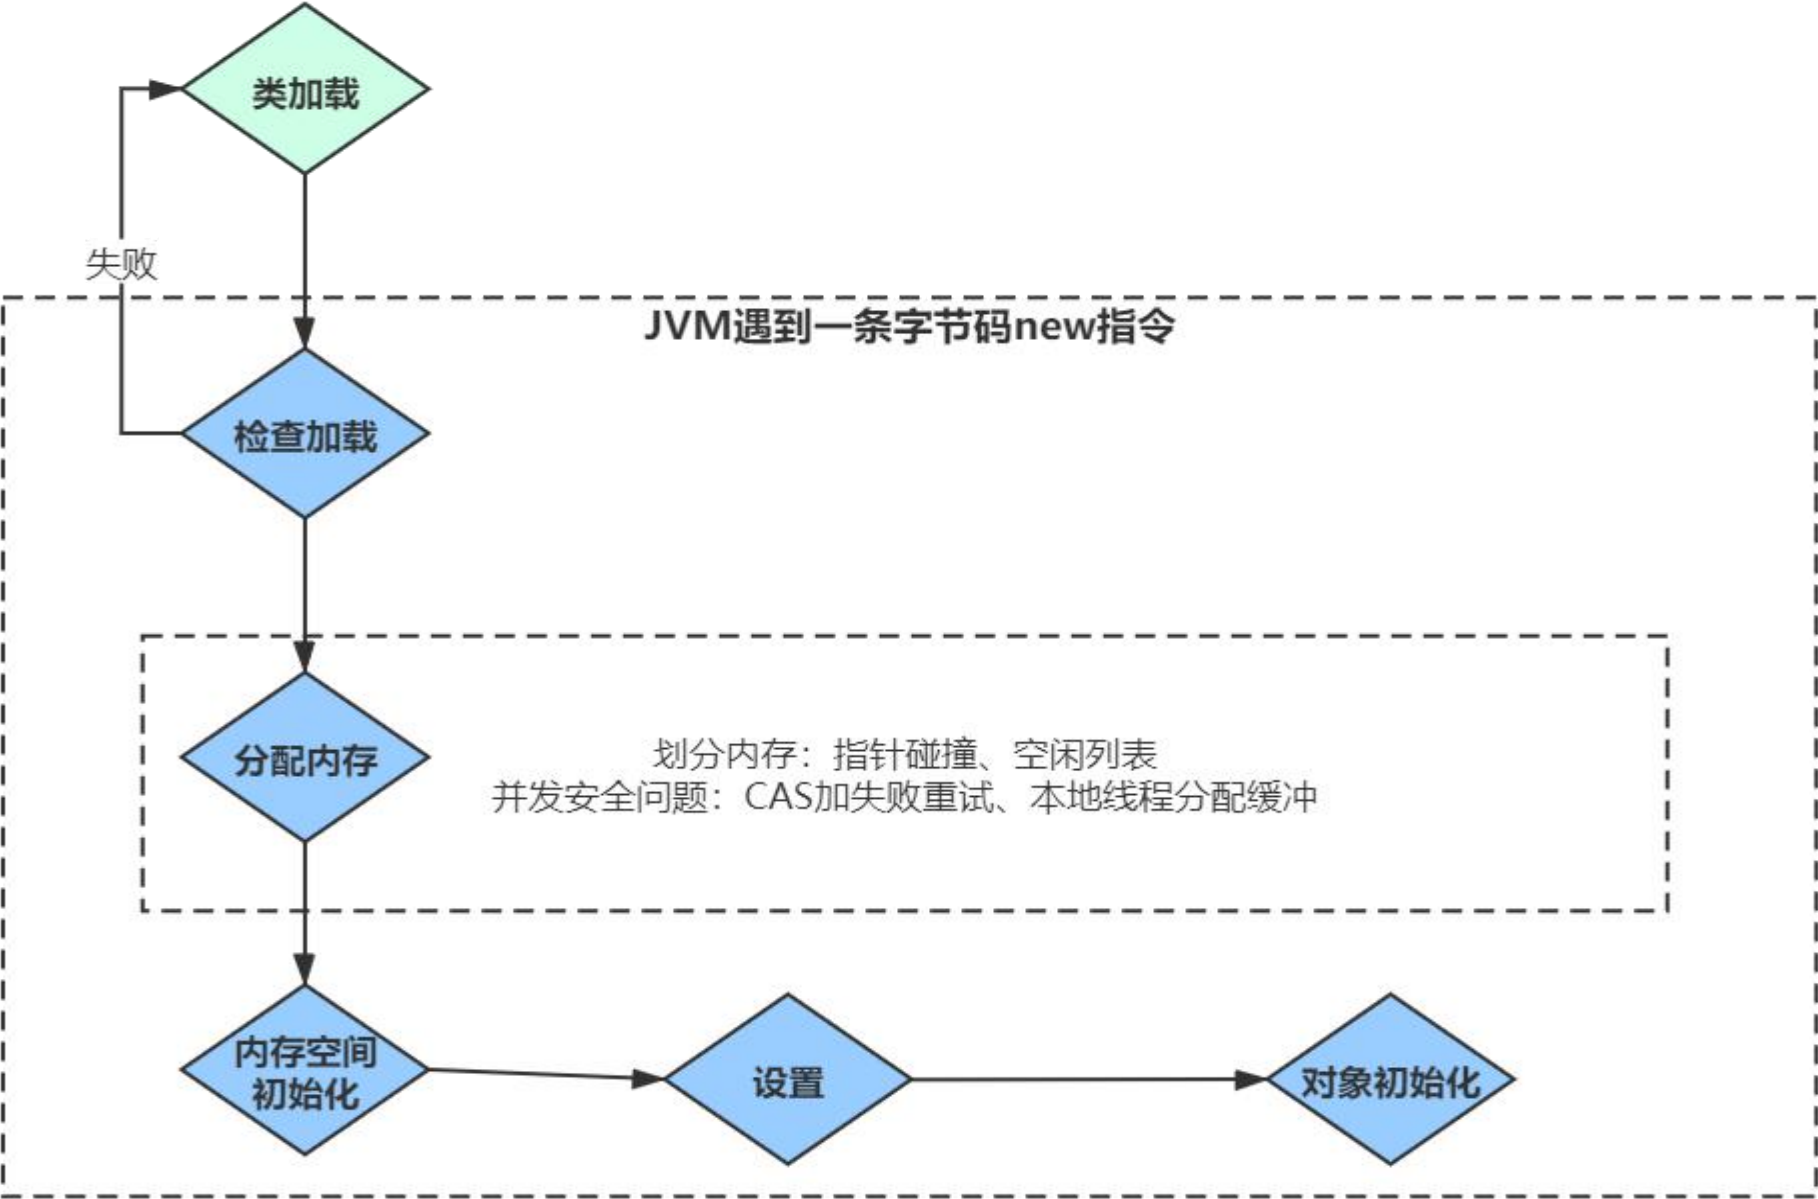 类加载
失败
JVM遇到一条字节码new指令
检查加载
分配内存
划分内存：指针碰撞、空闲列表
并发安全问题：CAS加失败重试、本地线程分配缓冲
内存空间
初始化
设置
对象初始化